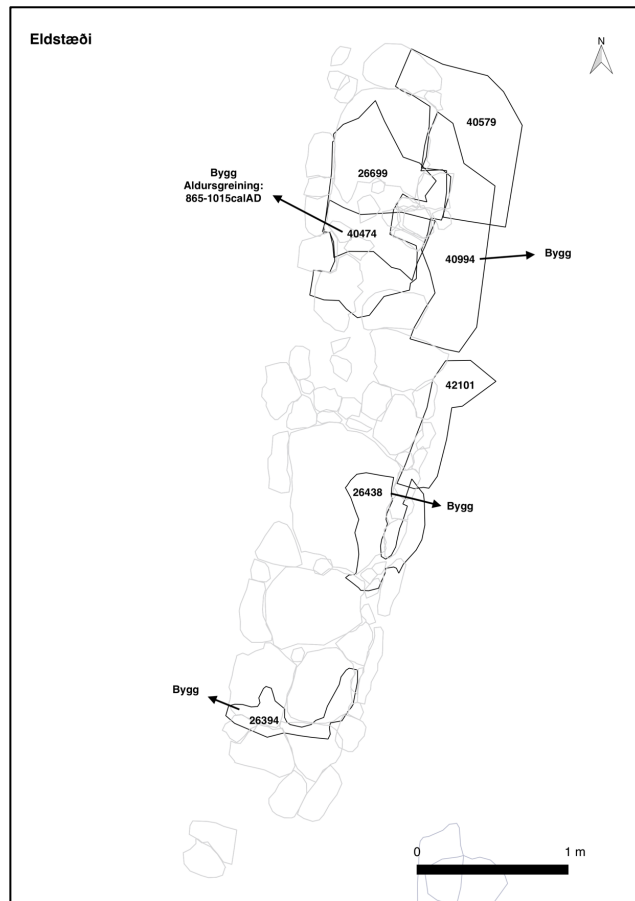 Eldstæði
N
40579
26699
Bygg
Aldursgreining:
865-1015calAD
40474
40994
Bygg
42101
26438
Bygg
Bygg
26394
0
1 m